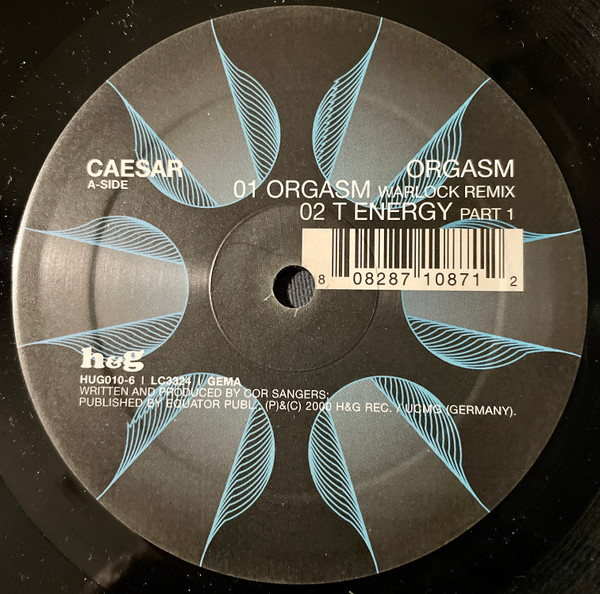 CAESAR
A-SIDE
ORGASM
01 ORGASM WARLOCK REMIX
02 T ENERGY PART 1
8 08287 10871 2
h&g
HUG010-6 | LC3324 | GEMA
WRITTEN AND PRODUCED BY COR SANGERS;
PUBLISHED BY EQUATOR PUBL. (P)&(C) 2000 H&G REC. / UCMG (GERMANY).